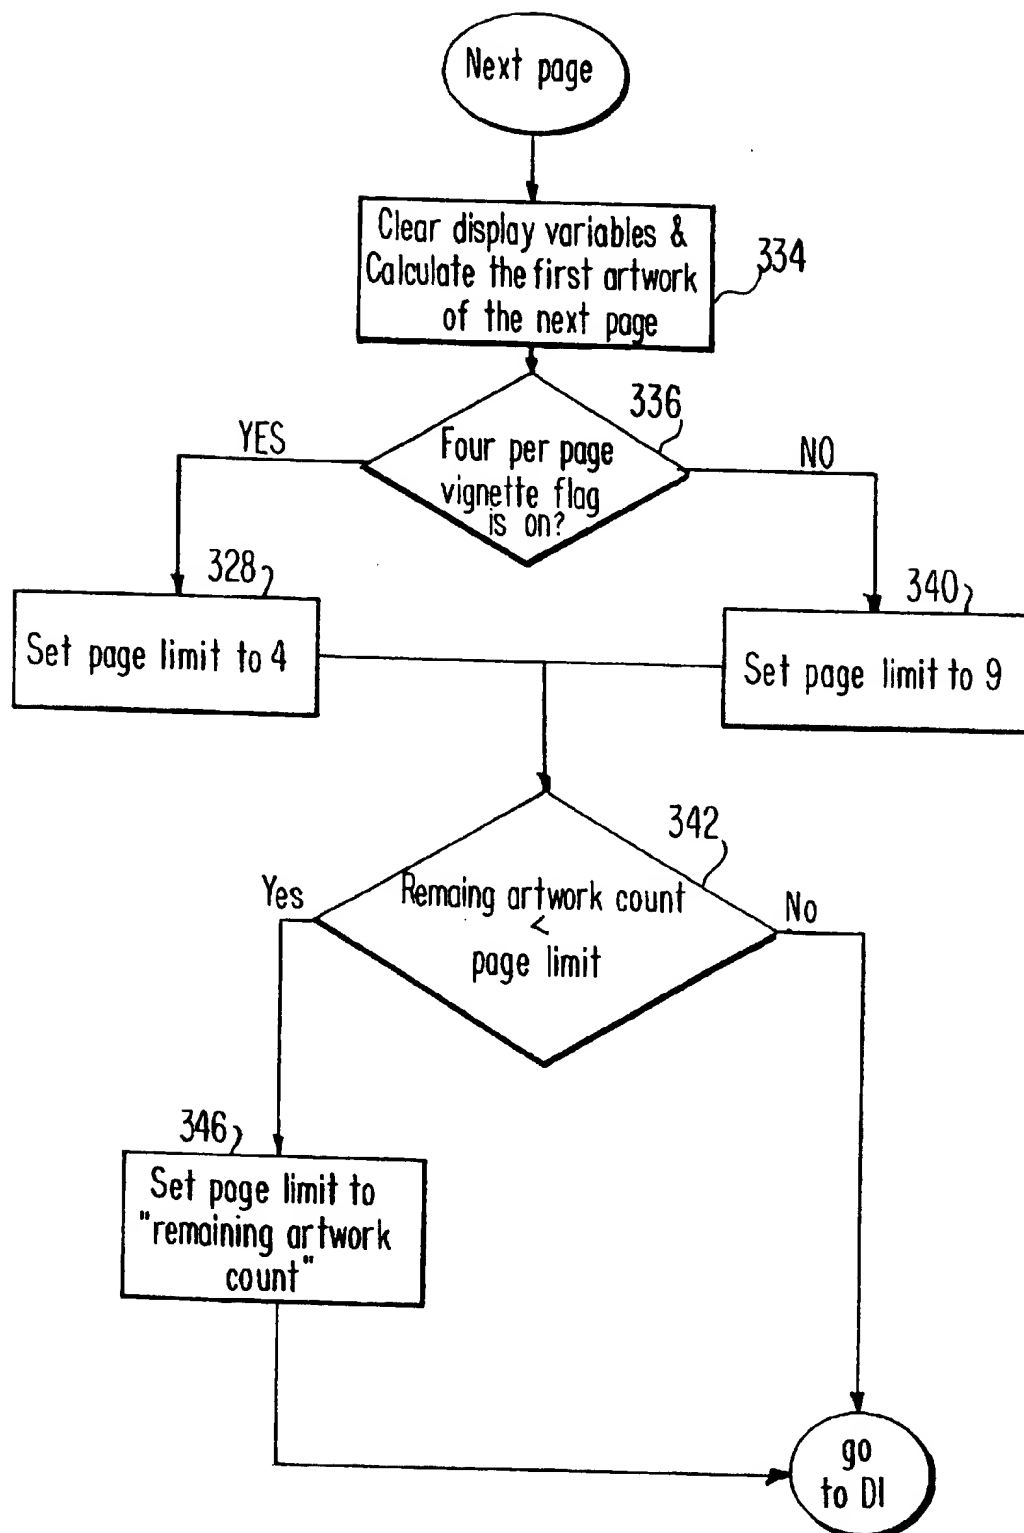 Next page
Clear display variables &
Calculate the first artwork
of the next page
334
336
YES
Four per page
vignette flag
is on?
NO
328
340
Set page limit to 4
Set page limit to 9
342
Yes
Remaing artwork count
<
page limit
No
346
Set page limit to
"remaining artwork
count"
go
to DI